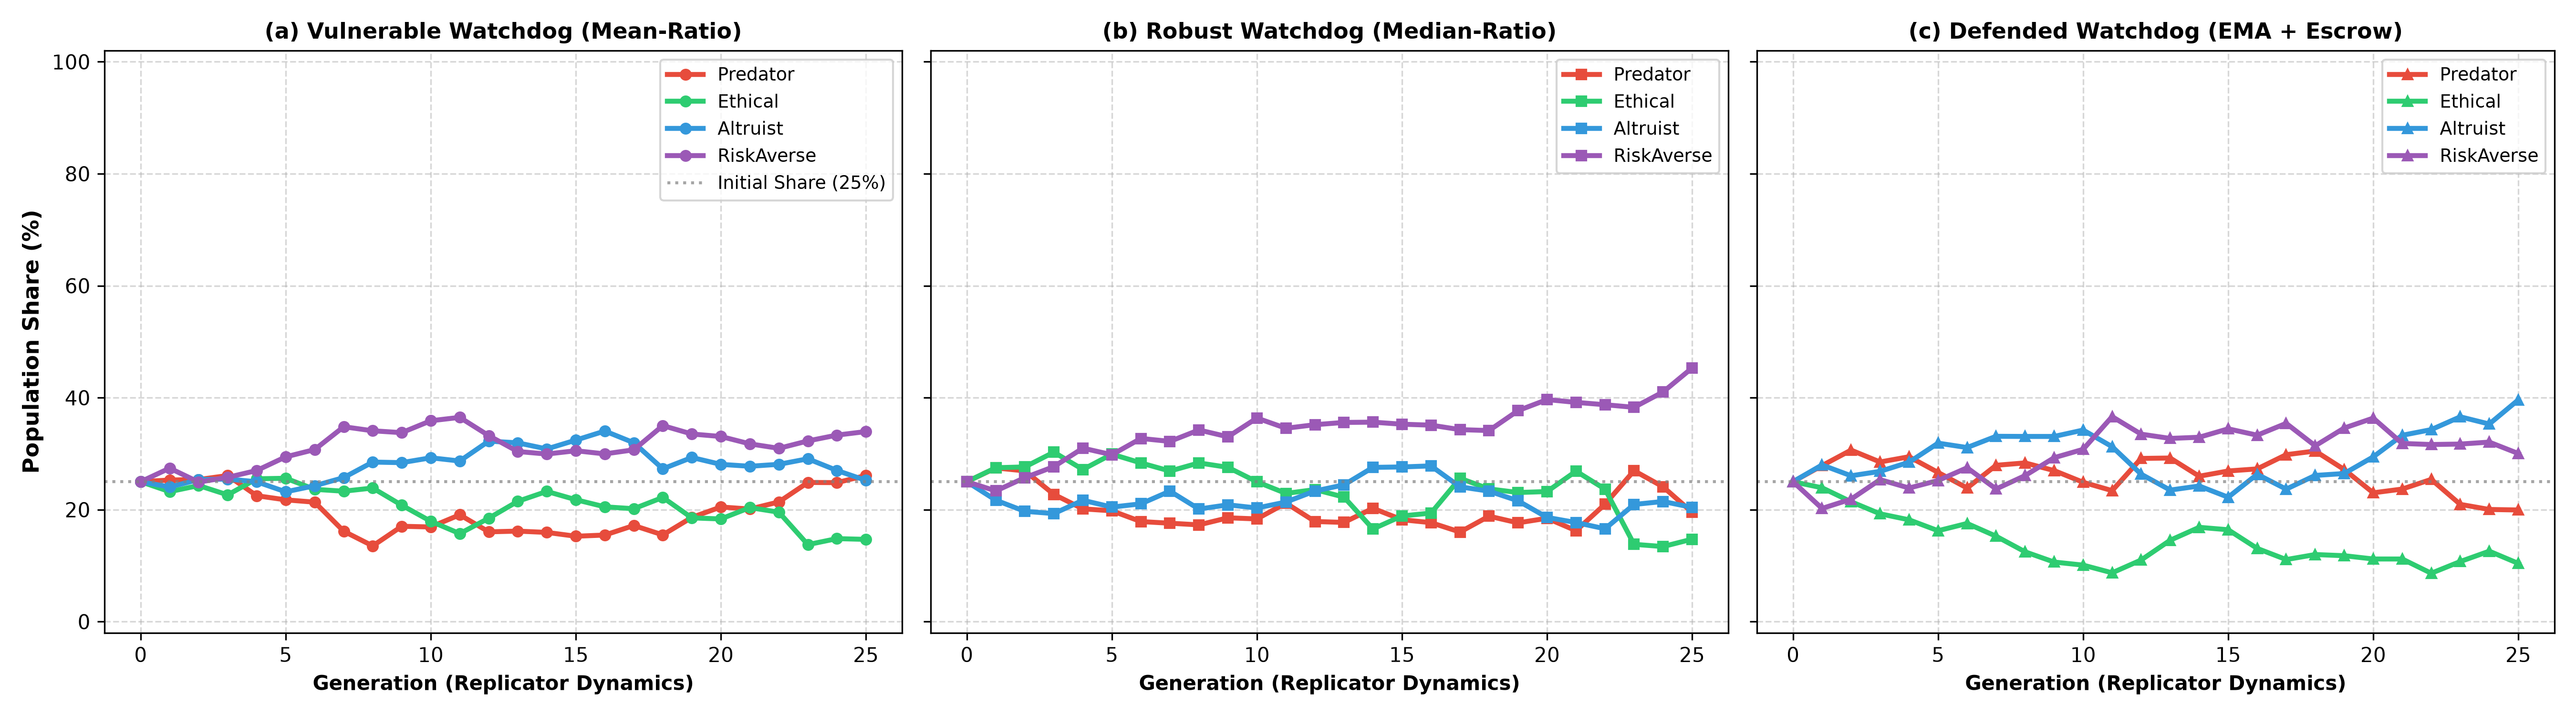 (a) Vulnerable Watchdog (Mean-Ratio)
Population Share (%)
100
80
60
40
20
0
Predator
Ethical
Altruist
RiskAverse
Initial Share (25%)
0 5 10 15 20 25
Generation (Replicator Dynamics)
(b) Robust Watchdog (Median-Ratio)
Predator
Ethical
Altruist
RiskAverse
0 5 10 15 20 25
Generation (Replicator Dynamics)
(c) Defended Watchdog (EMA + Escrow)
Predator
Ethical
Altruist
RiskAverse
0 5 10 15 20 25
Generation (Replicator Dynamics)